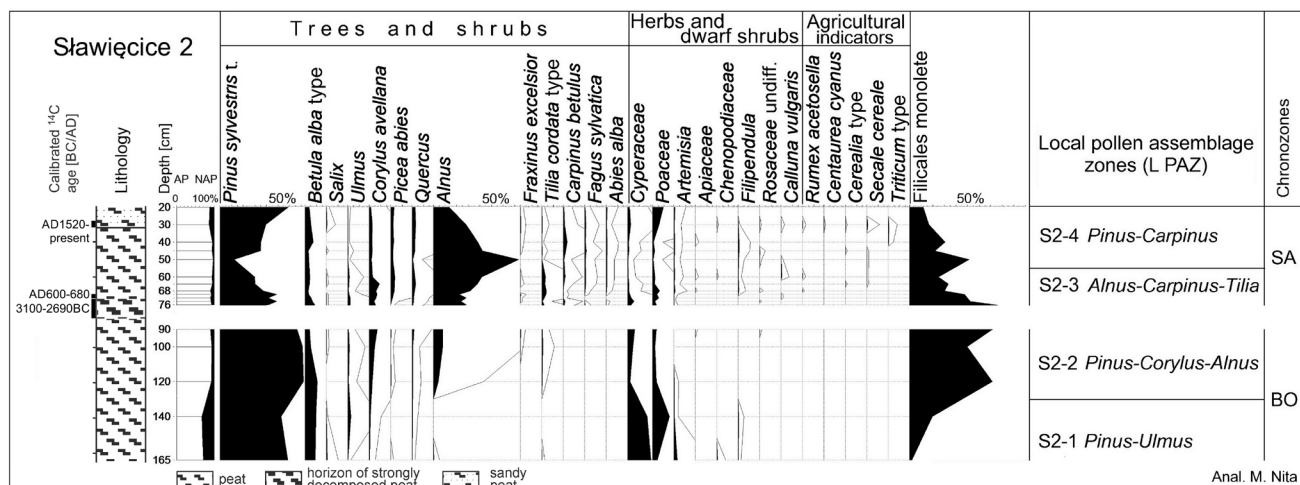 Sławięcice 2
Trees and shrubs
Herbs and
dwarf shrubs
Agricultural
indicators
Calibrated 14C
age [BC/AD]
Lithology
Depth [cm]
AP NAP
0 100%
Pinus sylvestris t.
50%
Betula alba type
Salix
Ulmus
Corylus avellana
Picea abies
Quercus
Alnus
50%
Fraxinus excelsior
Tilia cordata type
Carpinus betulus
Fagus sylvatica
Abies alba
Cyperaceae
Poaceae
Artemisia
Apiaceae
Chenopodiaceae
Filipendula
Rosaceae undiff.
Calluna vulgaris
Rumex acetosella
Centaurea cyanus
Cerealia type
Secale cereale
Triticum type
Filicales monolete
50%
Local pollen assemblage
zones (L PAZ)
Chronozones
AD1520-
present
AD600-680
3100-2690BC
20
30
40
50
60
68
76
90
100
120
140
165
S2-4 Pinus-Carpinus
S2-3 Alnus-Carpinus-Tilia
S2-2 Pinus-Corylus-Alnus
S2-1 Pinus-Ulmus
SA
BO
peat
horizon of strongly
decomposed peat
sandy
peat
Anal. M. Nita